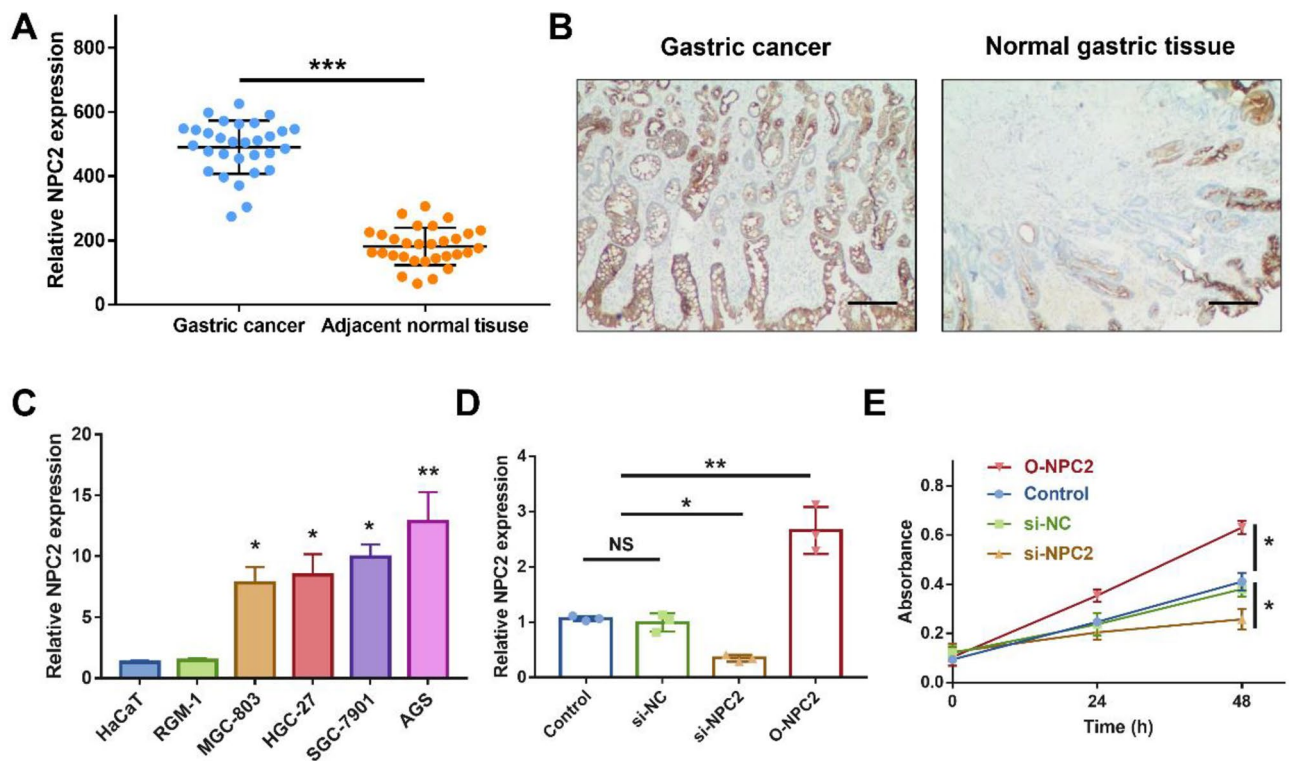 A
Relative NPC2 expression
800
600
400
200
0
***
Gastric cancer
Adjacent normal tisuse
B
Gastric cancer
Normal gastric tissue
C
Relative NPC2 expression
20
15
10
5
0
*
*
*
**
HaCaT
RGM-1
MGC-803
HGC-27
SGC-7901
AGS
D
Relative NPC2 expression
4
3
2
1
0
**
*
NS
Control
si-NC
si-NPC2
O-NPC2
E
O-NPC2
Control
si-NC
si-NPC2
Absorbance
0.8
0.6
0.4
0.2
0.0
*
*
0
24
48
Time (h)